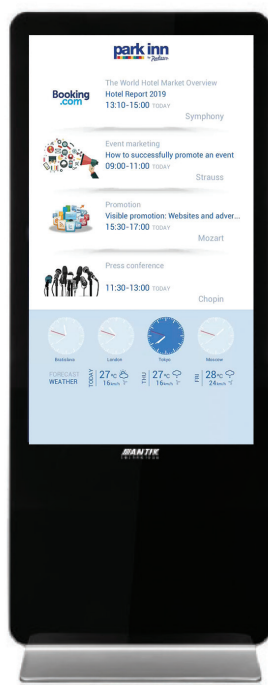 park inn
by Radisson
The World Hotel Market Overview
Booking
.com
Hotel Report 2019
13:10-15:00 TODAY
Symphony
Event marketing
How to successfully promote an event
09:00-11:00 TODAY
Strauss
Promotion
Visible promotion: Websites and adver...
15:30-17:00 TODAY
Mozart
Press conference
11:30-13:00 TODAY
Chopin
Bratislava London Tokyo Moscow
FORECAST
WEATHER
TODAY 27°C
16km/h
THU 27°C
16km/h
FRI 28°C
24km/h
ANTIK